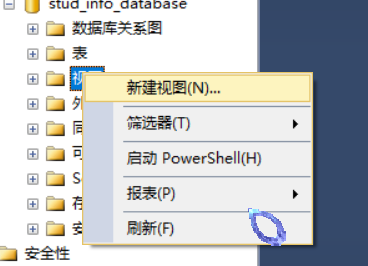 stud_info_database
数据库关系图
表
视
新建视图(N)...
外
筛选器(T)
同
启动 PowerShell(H)
可
S
报表(P)
存
刷新(F)
安
安全性